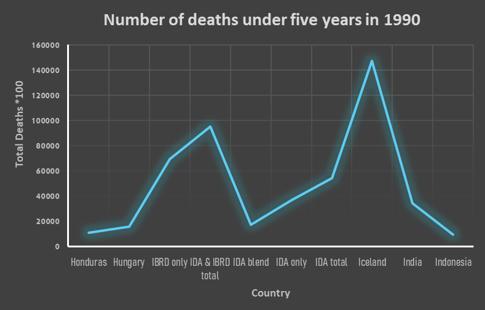 Number of deaths under five years in 1990
160000
140000
120000
100000
80000
60000
40000
20000
0
Total Deaths *100
Honduras Hungary IBRD only IDA & IBRD IDA blend IDA only IDA total Iceland India Indonesia
total
Country